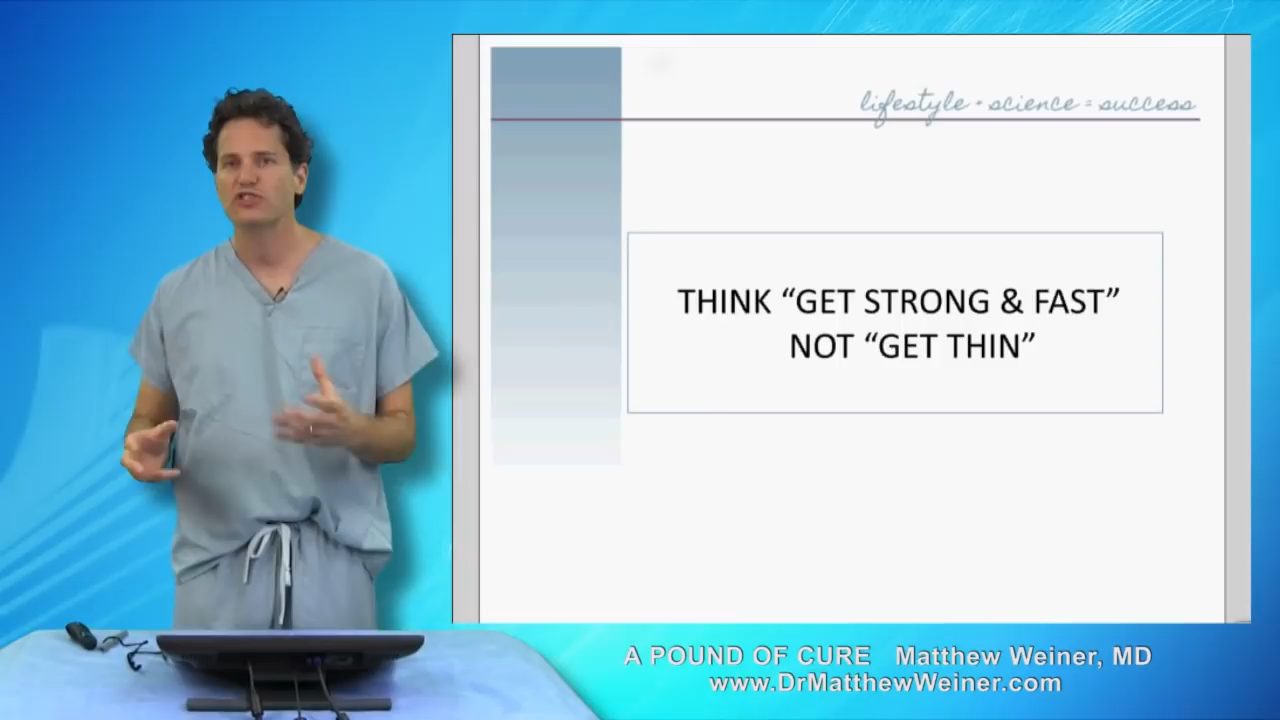 lifestyle + science = success
THINK “GET STRONG & FAST”
NOT “GET THIN”
A POUND OF CURE Matthew Weiner, MD
www.DrMatthewWeiner.com